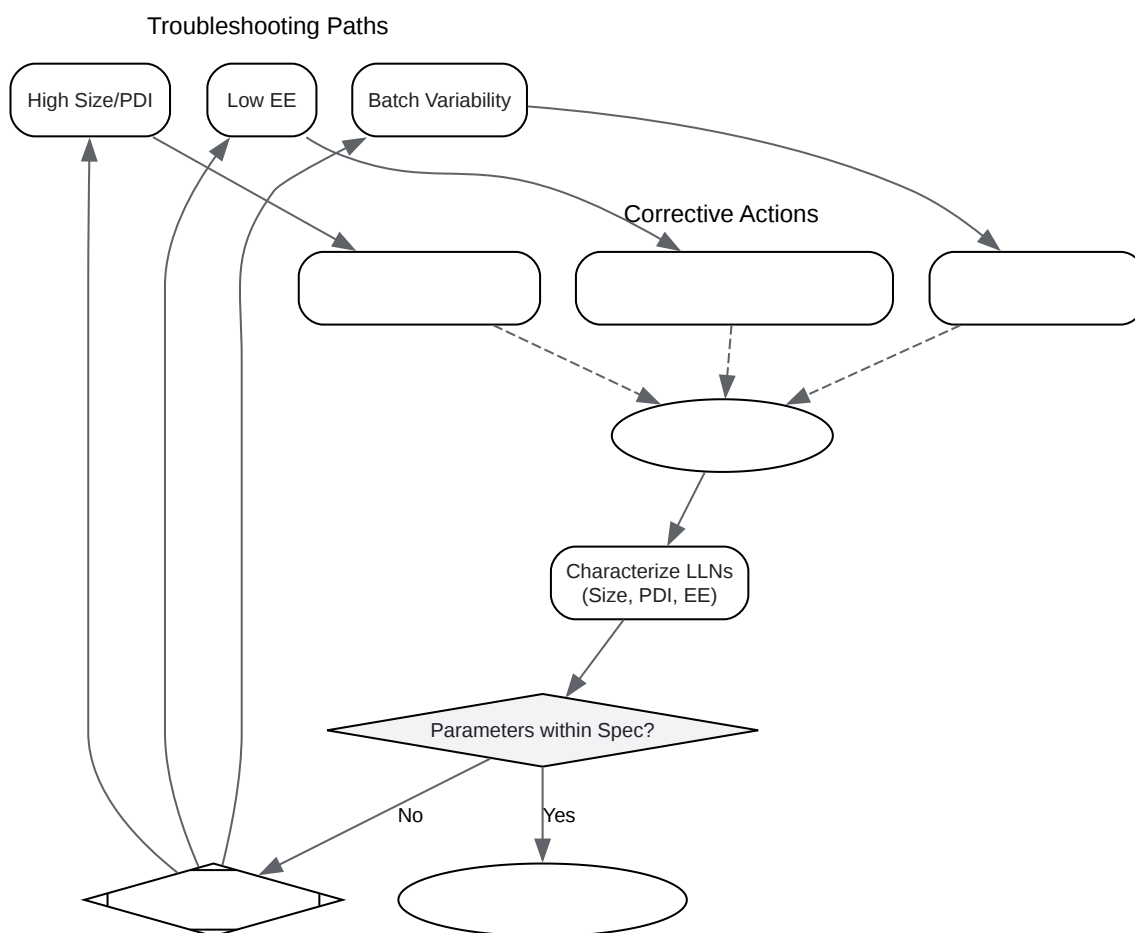 Troubleshooting Paths
High Size/PDI
Low EE
Batch Variability
Corrective Actions
Characterize LLNs
(Size, PDI, EE)
Parameters within Spec?
No
Yes